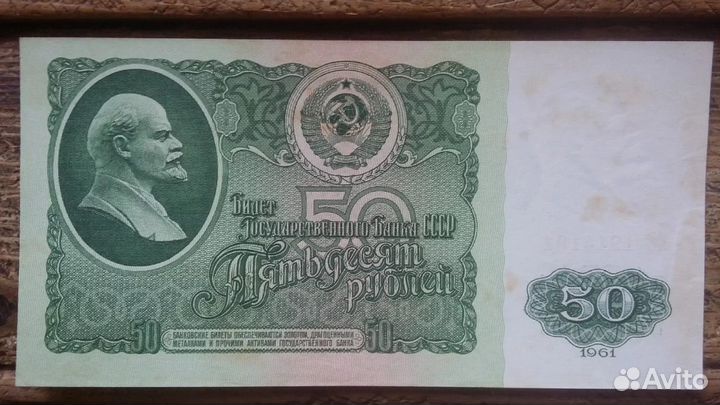 Билет
Государственного Банка СССР
50
Пятьдесят
рублей
50
БАНКОВСКИЕ БИЛЕТЫ ОБЕСПЕЧИВАЮТСЯ ЗОЛОТОМ, ДРАГОЦЕННЫМИ
МЕТАЛЛАМИ И ПРОЧИМИ АКТИВАМИ ГОСУДАРСТВЕННОГО БАНКА
50
50
1961
Avito